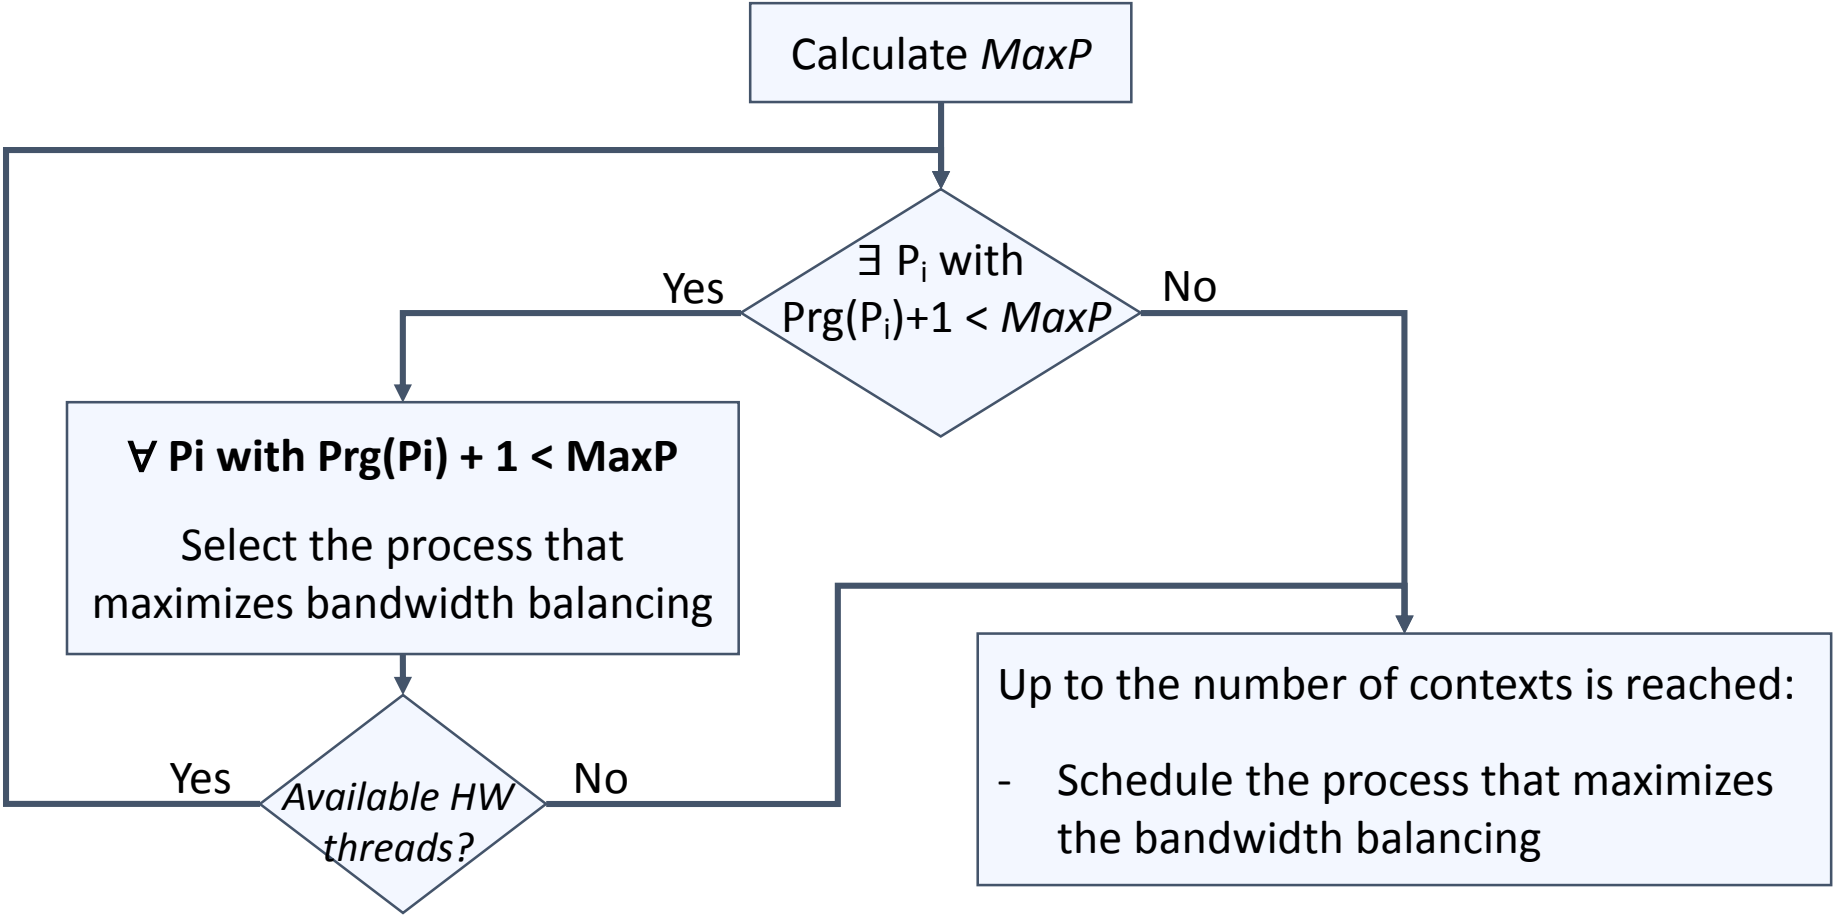 Calculate MaxP
∃ Pᵢ with
Prg(Pᵢ)+1 < MaxP
Yes
No
∀ Pi with Prg(Pi) + 1 < MaxP
Select the process that
maximizes bandwidth balancing
Available HW
threads?
Yes
No
Up to the number of contexts is reached:
- Schedule the process that maximizes
the bandwidth balancing